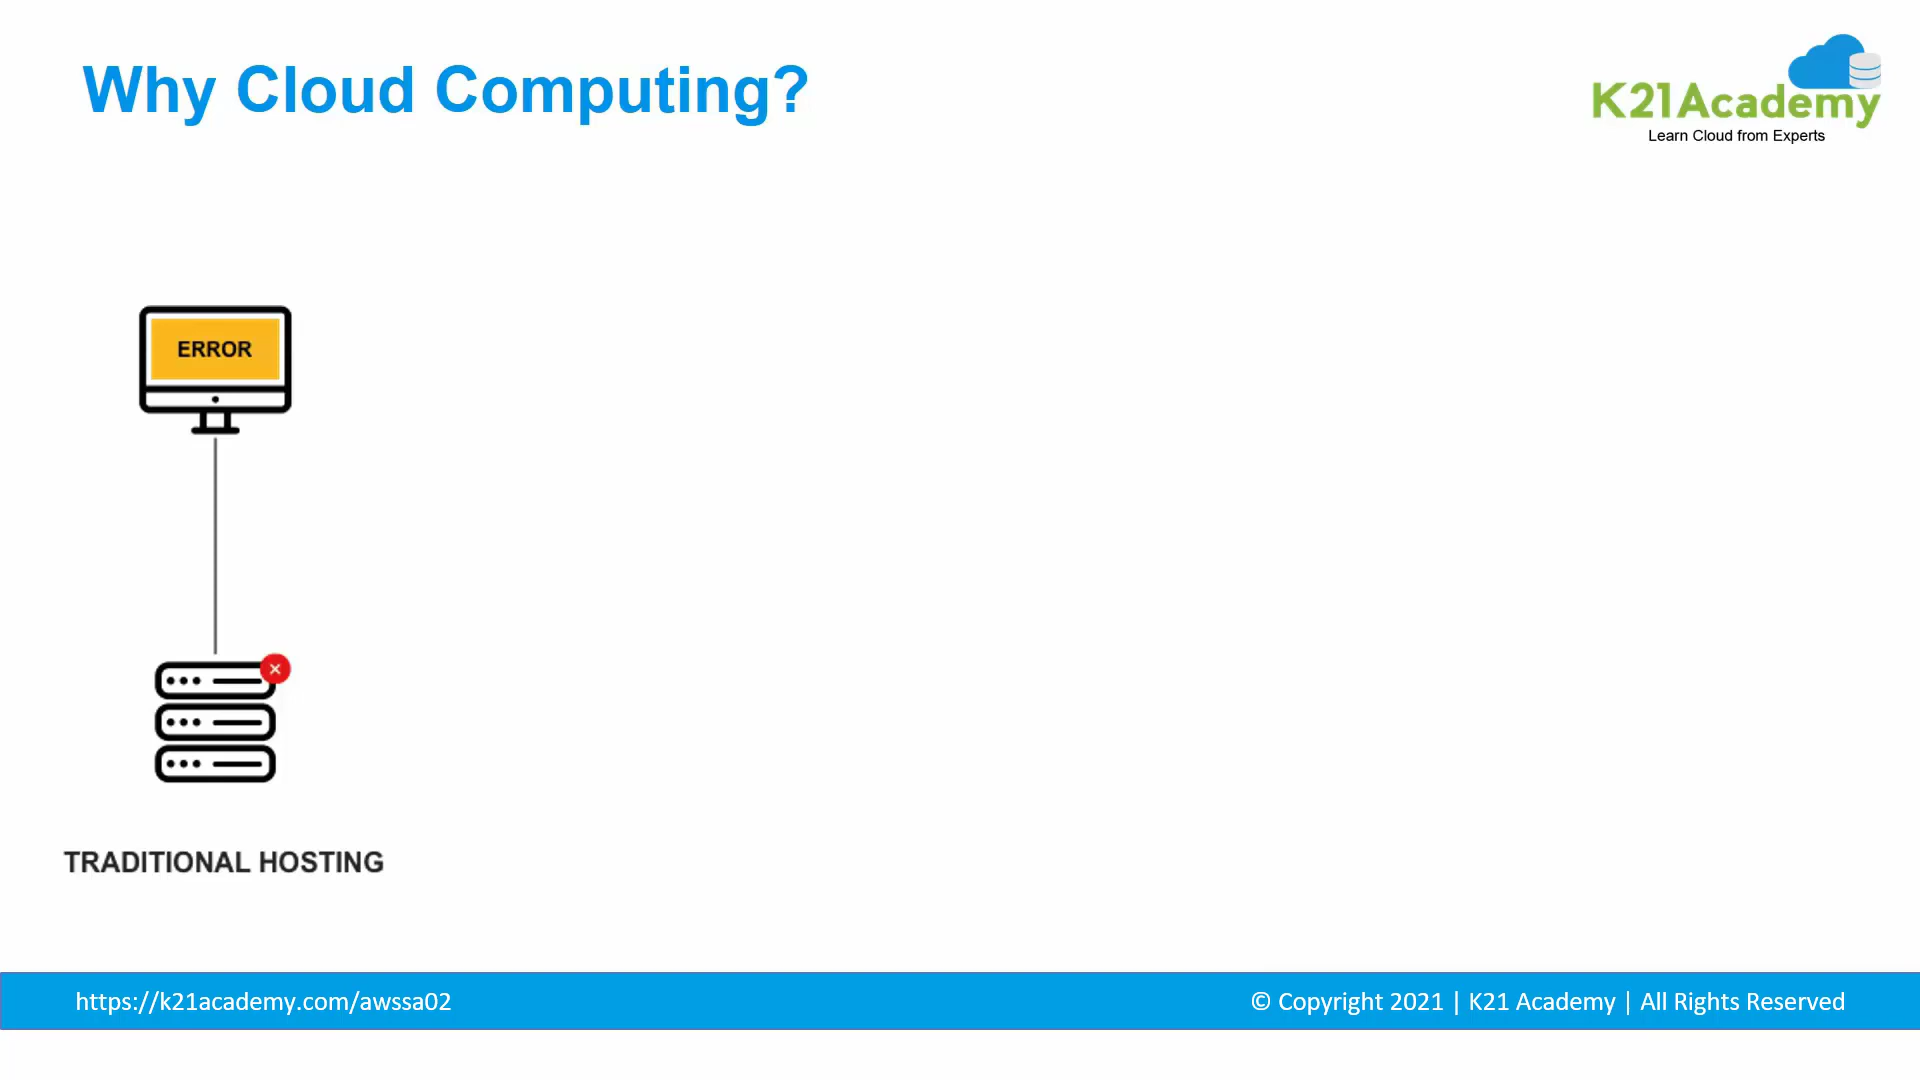 Why Cloud Computing?
K21Academy
Learn Cloud from Experts
ERROR
TRADITIONAL HOSTING
https://k21academy.com/awssa02
© Copyright 2021 | K21 Academy | All Rights Reserved